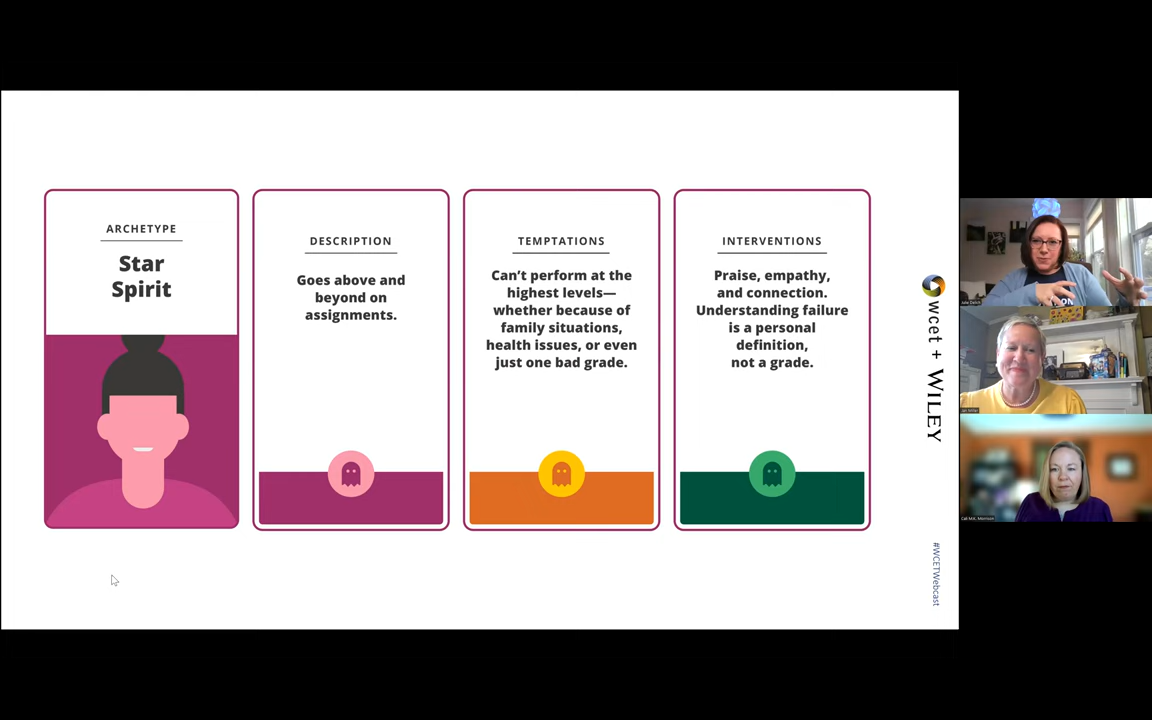 ARCHETYPE
Star
Spirit
DESCRIPTION
Goes above and
beyond on
assignments.
TEMPTATIONS
Can’t perform at the
highest levels—
whether because of
family situations,
health issues, or even
just one bad grade.
INTERVENTIONS
Praise, empathy,
and connection.
Understanding failure
is a personal
definition,
not a grade.
wcet + WILEY
#WCETWebcast